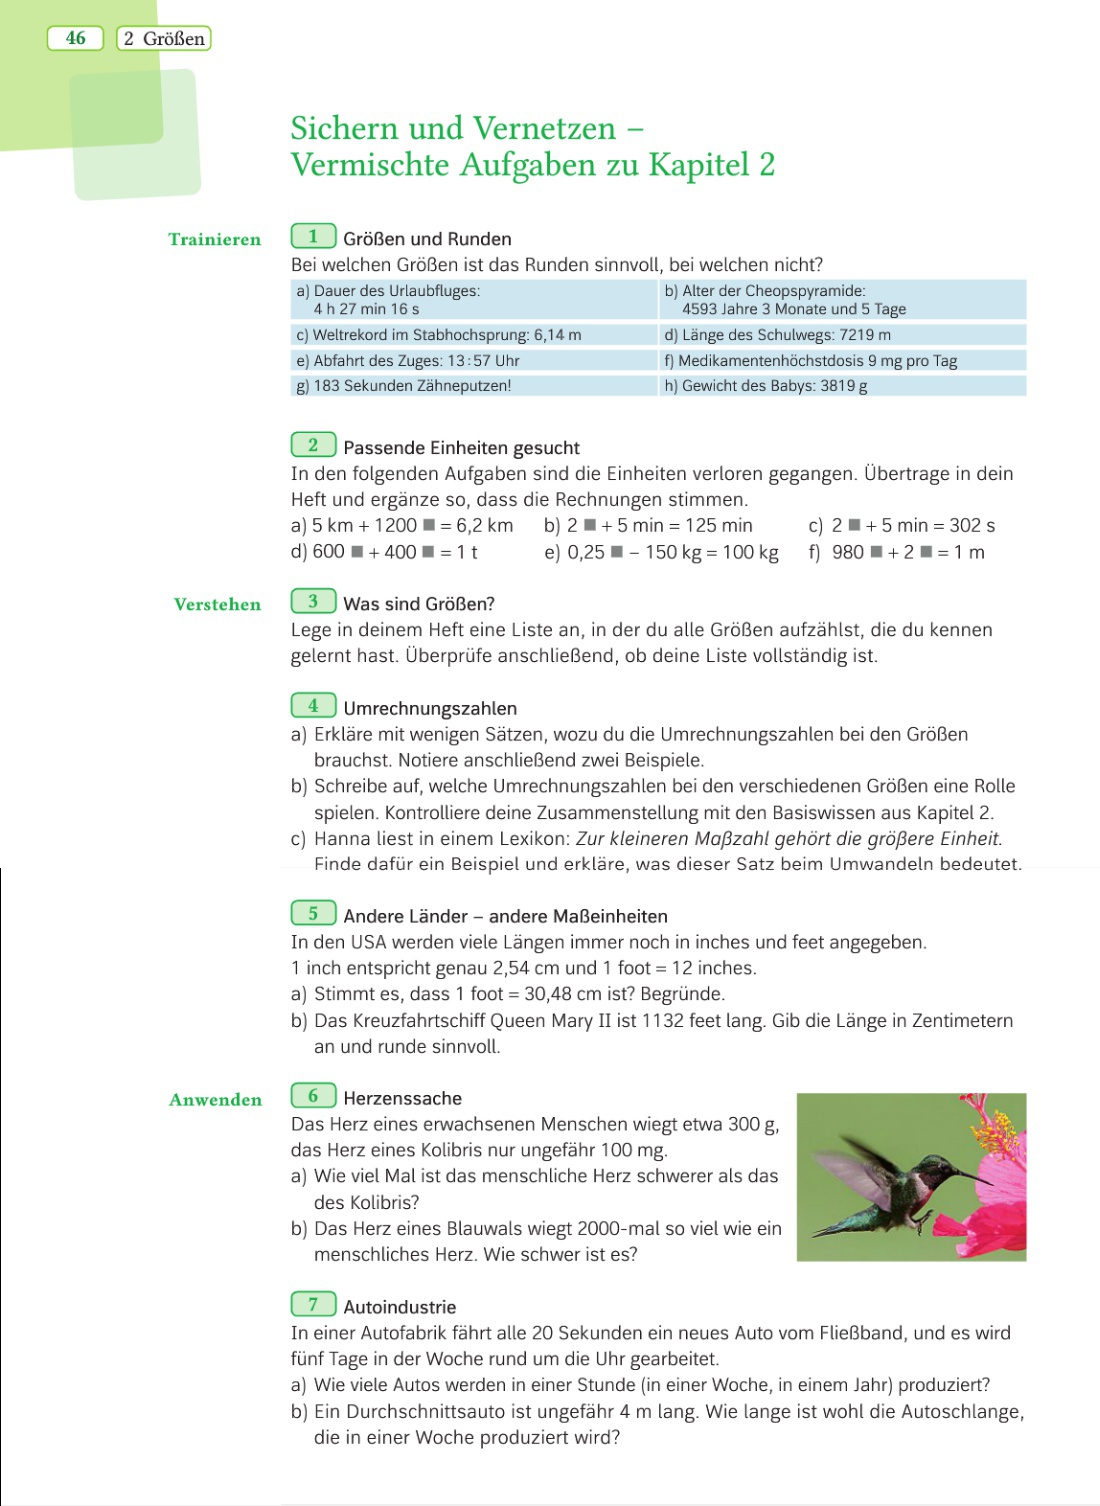 46
2 Größen
Sichern und Vernetzen –
Vermischte Aufgaben zu Kapitel 2
Trainieren
1 Größen und Runden
Bei welchen Größen ist das Runden sinnvoll, bei welchen nicht?
a) Dauer des Urlaubfluges:
4 h 27 min 16 s
b) Alter der Cheopspyramide:
4593 Jahre 3 Monate und 5 Tage
c) Weltrekord im Stabhochsprung: 6,14 m
d) Länge des Schulwegs: 7219 m
e) Abfahrt des Zuges: 13:57 Uhr
f) Medikamentenhöchstdosis 9 mg pro Tag
g) 183 Sekunden Zähneputzen!
h) Gewicht des Babys: 3819 g
2 Passende Einheiten gesucht
In den folgenden Aufgaben sind die Einheiten verloren gegangen. Übertrage in dein
Heft und ergänze so, dass die Rechnungen stimmen.
a) 5 km + 1200 ■ = 6,2 km b) 2 ■ + 5 min = 125 min c) 2 ■ + 5 min = 302 s
d) 600 ■ + 400 ■ = 1 t e) 0,25 ■ – 150 kg = 100 kg f) 980 ■ + 2 ■ = 1 m
Verstehen
3 Was sind Größen?
Lege in deinem Heft eine Liste an, in der du alle Größen aufzählst, die du kennen
gelernt hast. Überprüfe anschließend, ob deine Liste vollständig ist.
4 Umrechnungszahlen
a) Erkläre mit wenigen Sätzen, wozu du die Umrechnungszahlen bei den Größen
brauchst. Notiere anschließend zwei Beispiele.
b) Schreibe auf, welche Umrechnungszahlen bei den verschiedenen Größen eine Rolle
spielen. Kontrolliere deine Zusammenstellung mit den Basiswissen aus Kapitel 2.
c) Hanna liest in einem Lexikon: Zur kleineren Maßzahl gehört die größere Einheit.
Finde dafür ein Beispiel und erkläre, was dieser Satz beim Umwandeln bedeutet.
5 Andere Länder – andere Maßeinheiten
In den USA werden viele Längen immer noch in inches und feet angegeben.
1 inch entspricht genau 2,54 cm und 1 foot = 12 inches.
a) Stimmt es, dass 1 foot = 30,48 cm ist? Begründe.
b) Das Kreuzfahrtschiff Queen Mary II ist 1132 feet lang. Gib die Länge in Zentimetern
an und runde sinnvoll.
Anwenden
6 Herzenssache
Das Herz eines erwachsenen Menschen wiegt etwa 300 g,
das Herz eines Kolibris nur ungefähr 100 mg.
a) Wie viel Mal ist das menschliche Herz schwerer als das
des Kolibris?
b) Das Herz eines Blauwals wiegt 2000-mal so viel wie ein
menschliches Herz. Wie schwer ist es?
7 Autoindustrie
In einer Autofabrik fährt alle 20 Sekunden ein neues Auto vom Fließband, und es wird
fünf Tage in der Woche rund um die Uhr gearbeitet.
a) Wie viele Autos werden in einer Stunde (in einer Woche, in einem Jahr) produziert?
b) Ein Durchschnittsauto ist ungefähr 4 m lang. Wie lange ist wohl die Autoschlange,
die in einer Woche produziert wird?